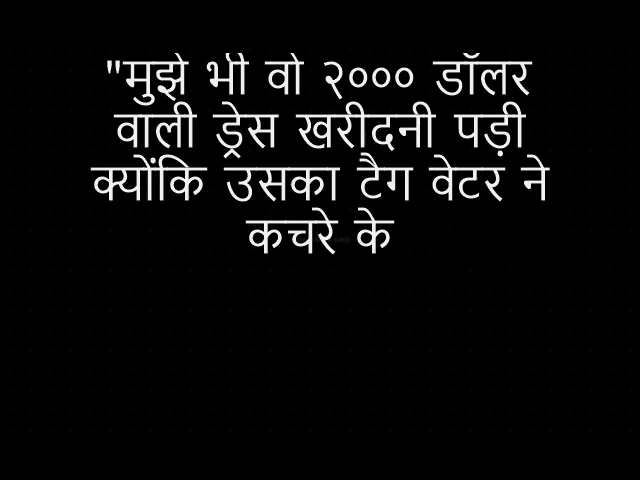 "मुझे भी वो २००० डॉलर
वाली ड्रेस खरीदनी पड़ी
क्योंकि उसका टैग वेटर ने
कचरे के